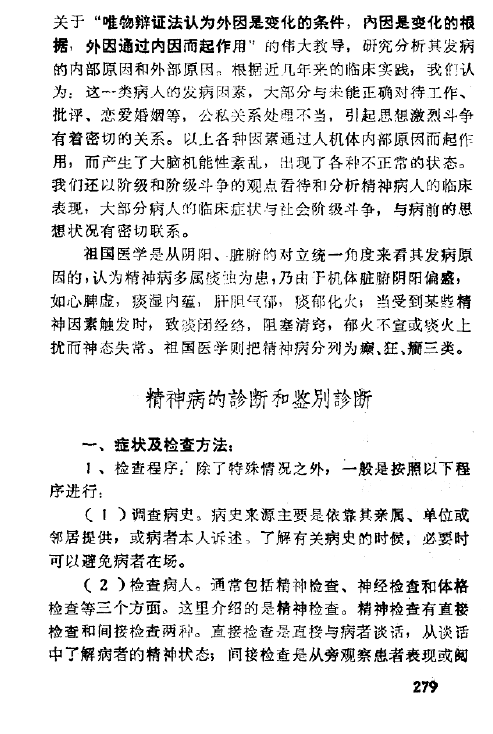 关于“唯物辩证法认为外因是变化的条件，内因是变化的根
据，外因通过内因而起作用”的伟大教导，研究分析其发病
的内部原因和外部原因。根据近几年来的临床实践，我们认
为：这一类病人的发病因素，大部分与未能正确对待工作、
批评、恋爱婚姻等，公私关系处理不当，引起思想激烈斗争
有着密切的关系。以上各种因素通过人机体内部原因而起作
用，而产生了大脑机能性紊乱，出现了各种不正常的状态。
我们还以阶级和阶级斗争的观点看待和分析精神病人的临床
表现，大部分病人的临床症状与社会阶级斗争，与病前的思
想状况有密切联系。
祖国医学是从阴阳、脏腑的对立统一角度来看其发病原
因的，认为精神病多属痰浊为患，乃由于机体脏腑阴阳偏盛，
如心脾虚，痰湿内蕴，肝胆气郁，痰郁化火；当受到某些精
神因素触发时，致痰闭经络，阻塞清窍，郁火不宣或痰火上
扰而神态失常。祖国医学则把精神病分列为癫、狂、痫三类。
精神病的診断和鉴别診断
一、症状及检查方法：
1、检查程序：除了特殊情况之外，一般是按照以下程
序进行：
（1）调查病史。病史来源主要是依靠其亲属、单位或
邻居提供，或病者本人诉述。了解有关病史的时候，必要时
可以避免病者在场。
（2）检查病人。通常包括精神检查、神经检查和体格
检查等三个方面。这里介绍的是精神检查。精神检查有直接
检查和间接检查两种。直接检查是直接与病者谈话，从谈话
中了解病者的精神状态；间接检查是从旁观察患者表现或阅
279